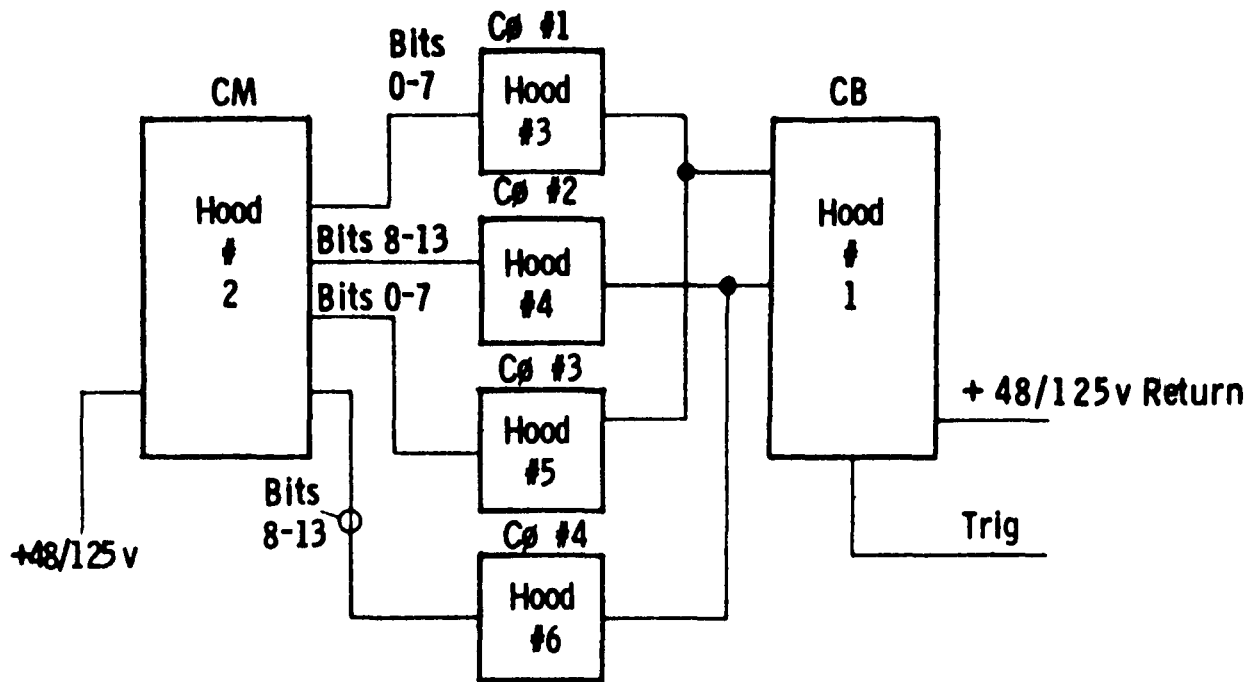 Cø #1
Bits
0-7
Hood
#3
CM
CB
Hood
#
2
Cø #2
Bits 8-13
Hood
#4
Hood
#
1
Bits 0-7
Cø #3
Hood
#5
+ 48/125v Return
Bits
8-13
+48/125v
Cø #4
Hood
#6
Trig